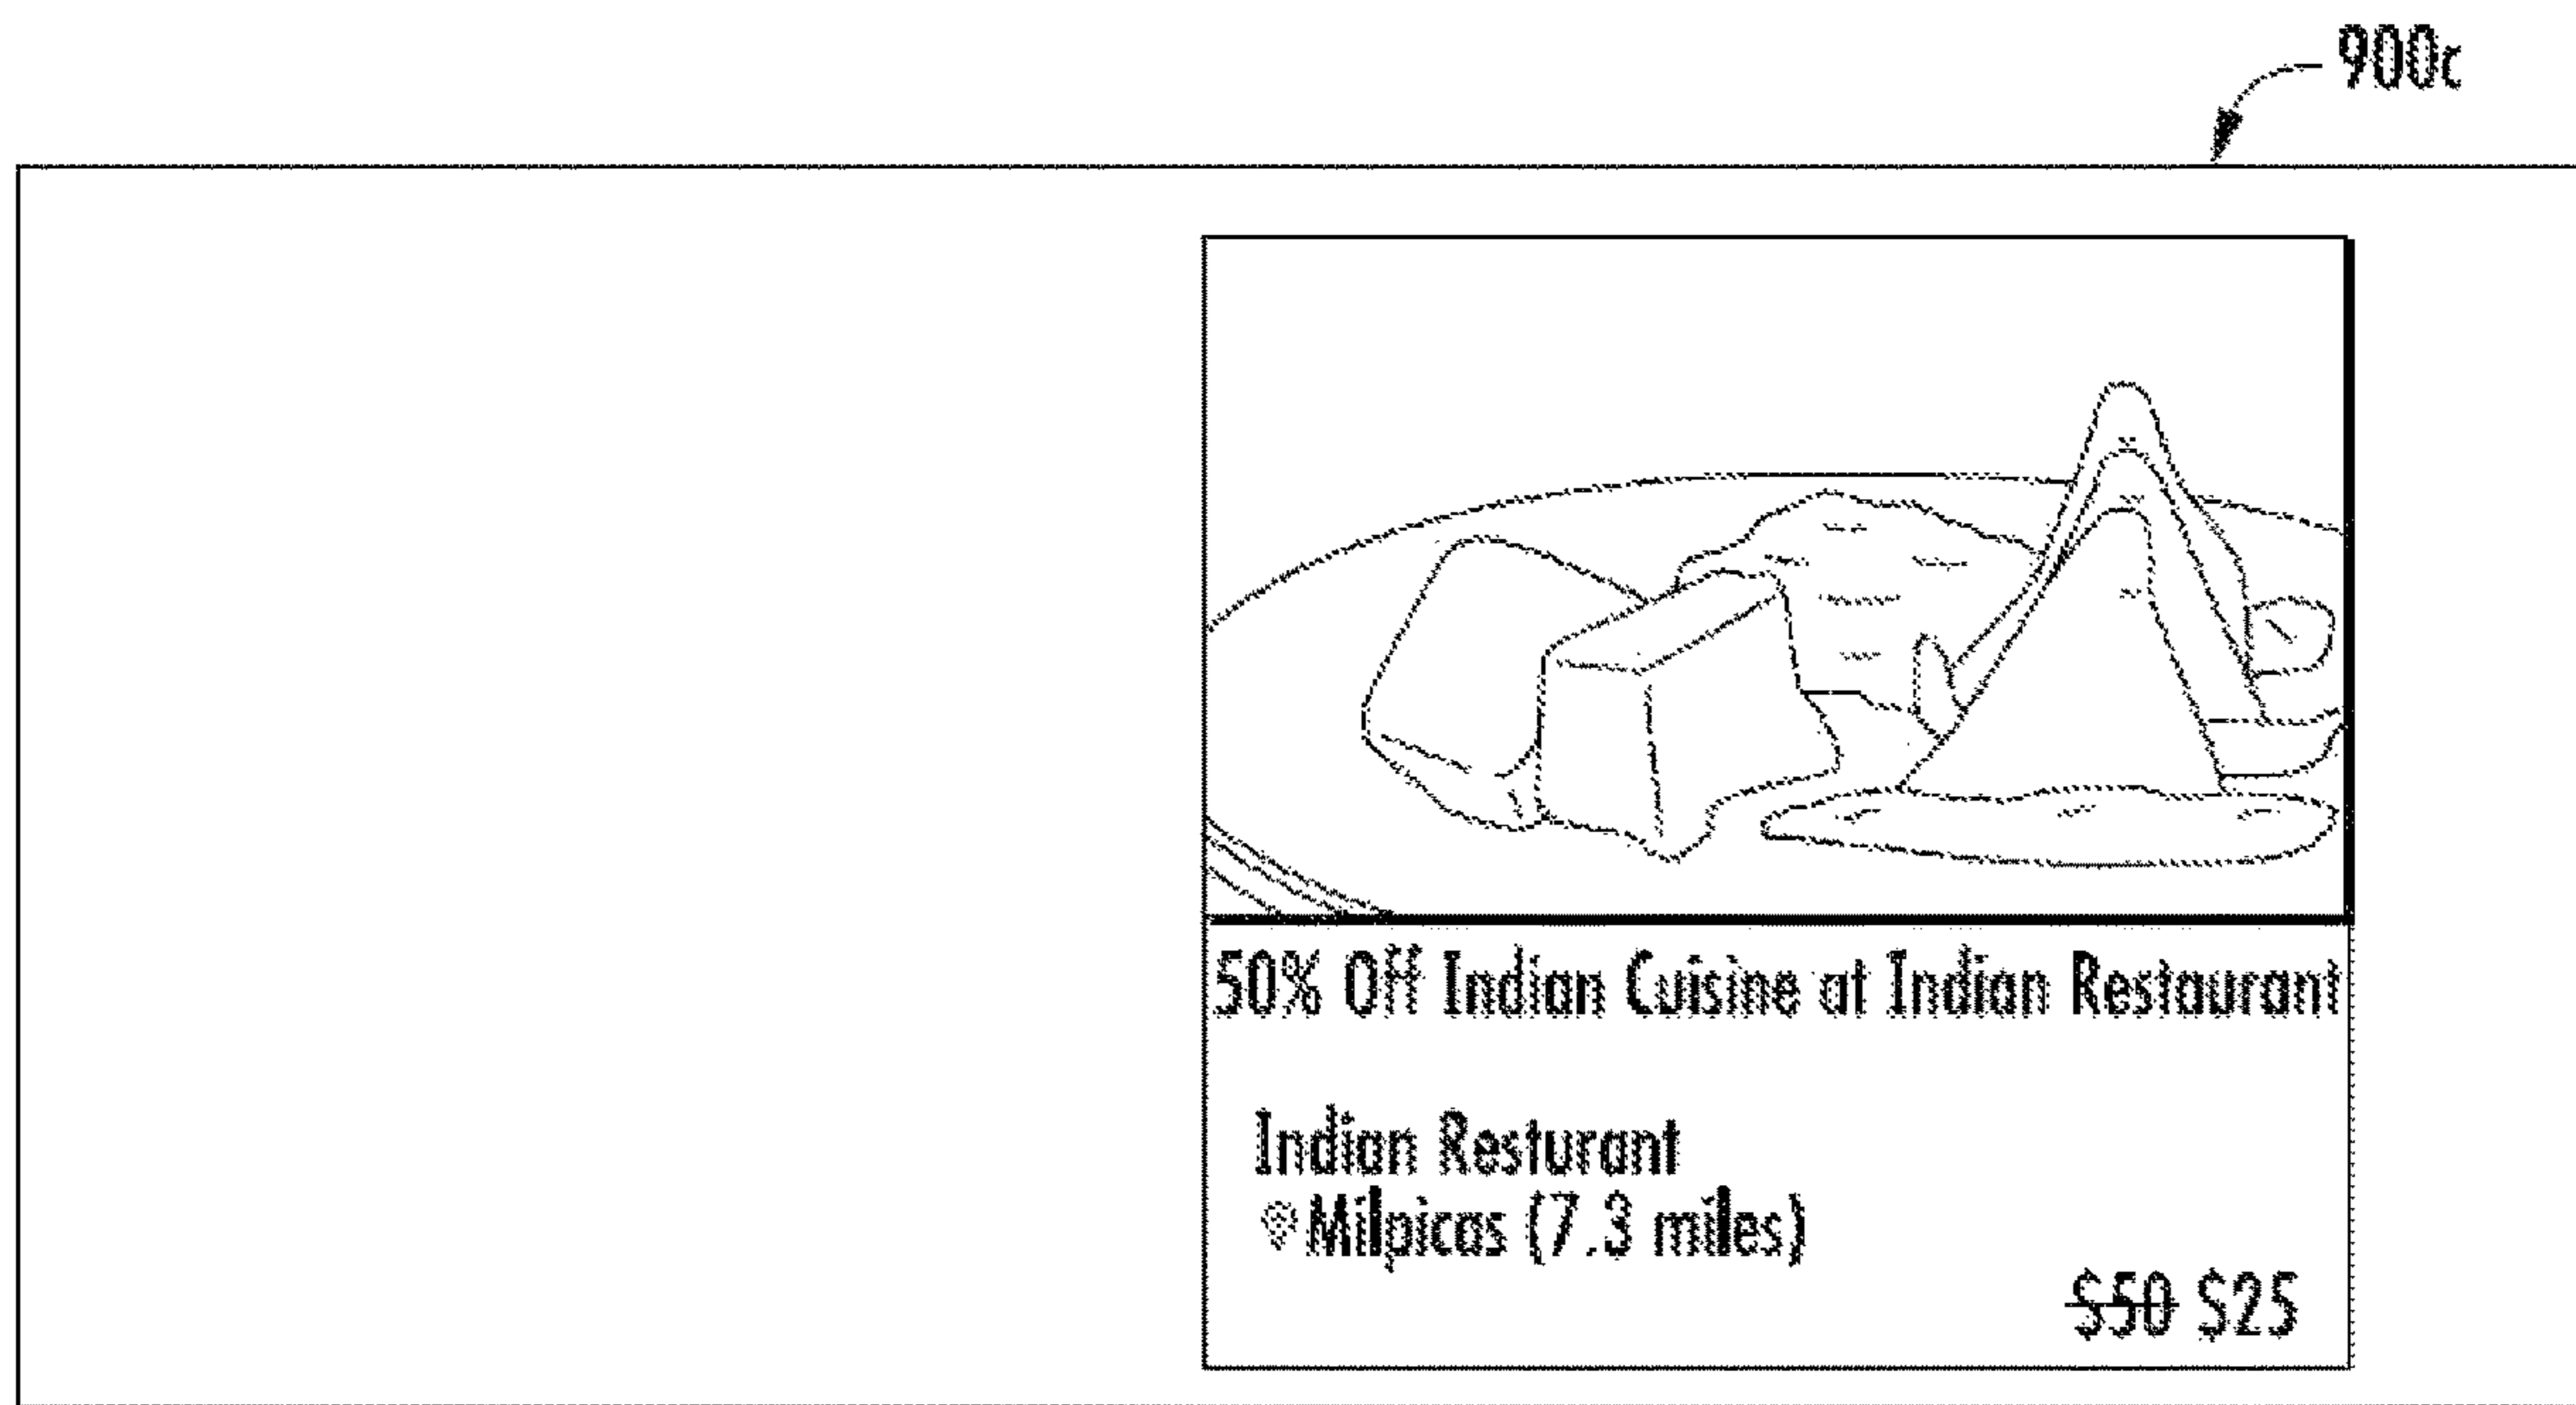 900c
50% Off Indian Cuisine at Indian Restaurant
Indian Resturant
Milpicas (7.3 miles)
$50 $25